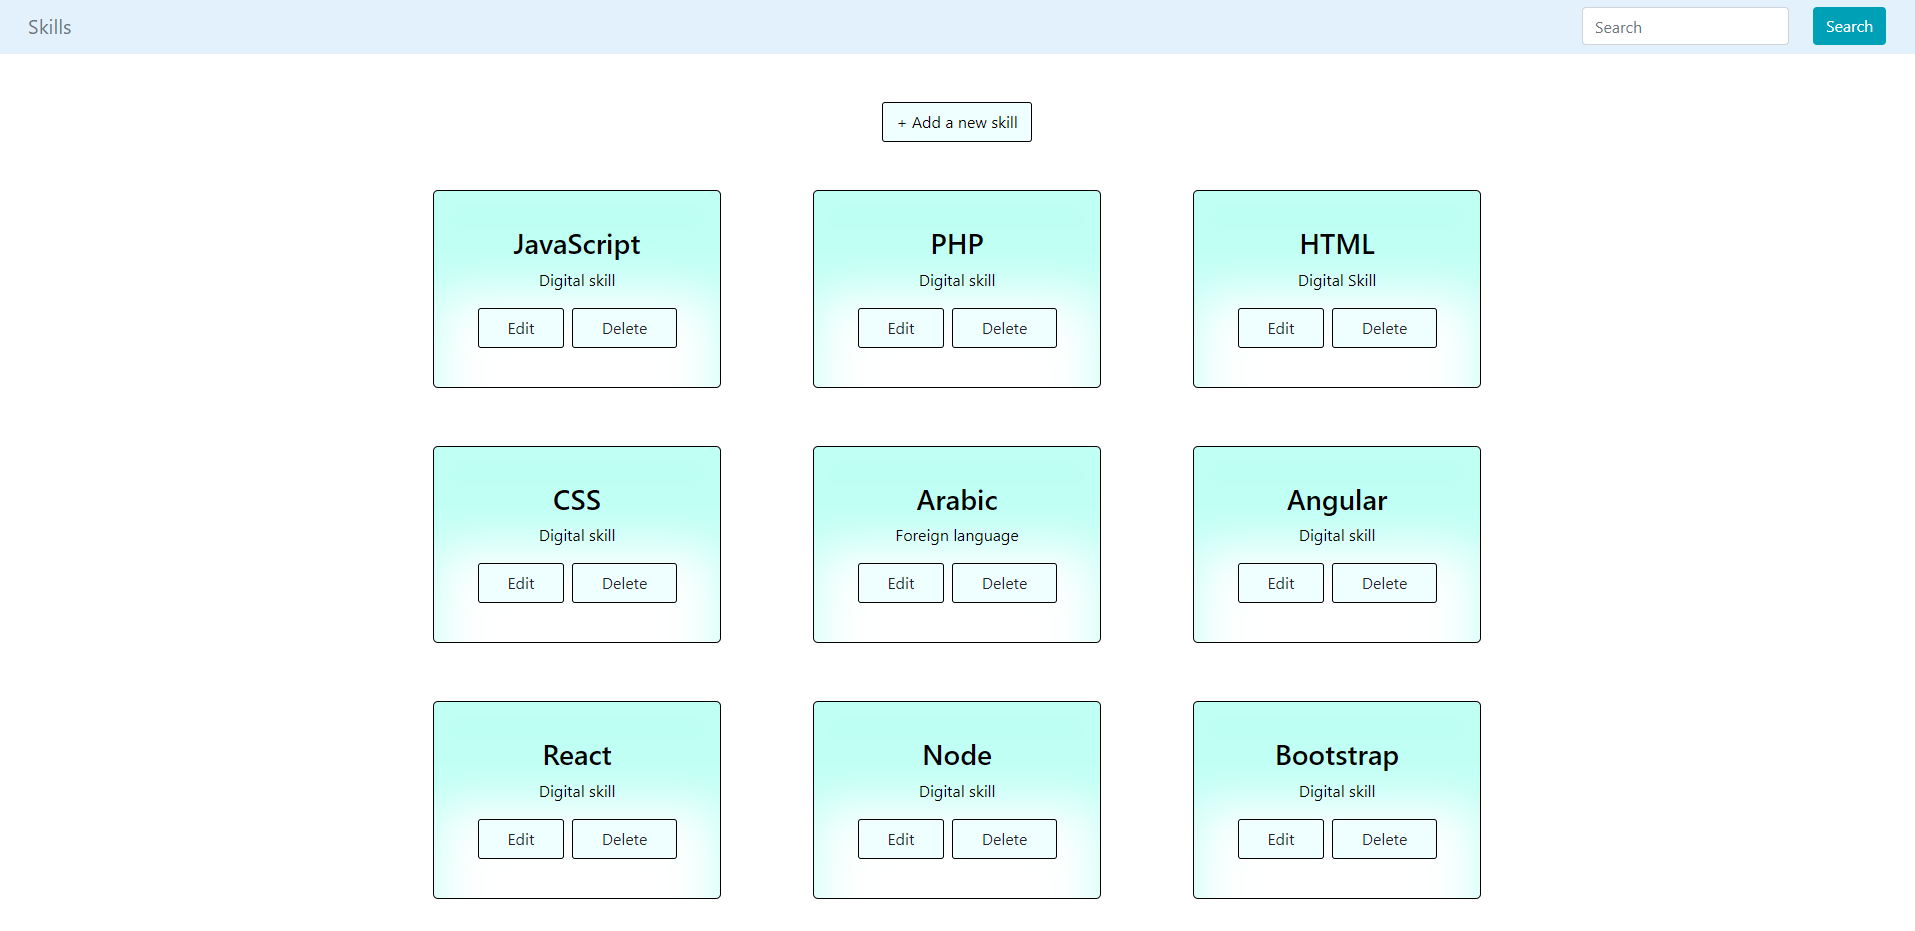 Skills
Search
Search
+ Add a new skill
JavaScript
Digital skill
Edit
Delete
PHP
Digital skill
Edit
Delete
HTML
Digital Skill
Edit
Delete
CSS
Digital skill
Edit
Delete
Arabic
Foreign language
Edit
Delete
Angular
Digital skill
Edit
Delete
React
Digital skill
Edit
Delete
Node
Digital skill
Edit
Delete
Bootstrap
Digital skill
Edit
Delete